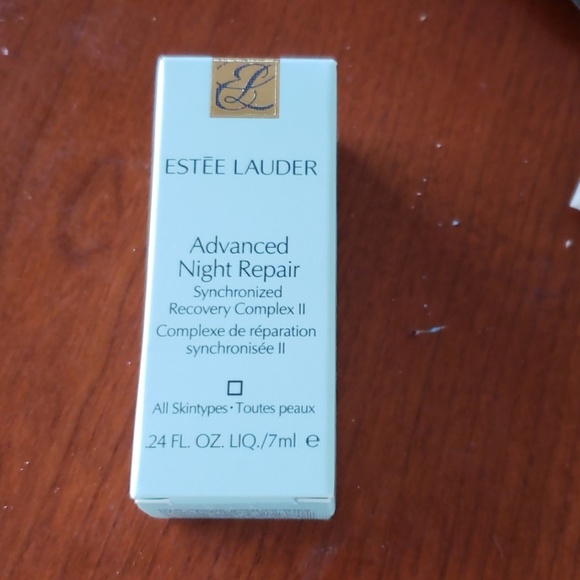 EL
ESTĒE LAUDER
Advanced
Night Repair
Synchronized
Recovery Complex II
Complexe de réparation
synchronisée II
All Skintypes • Toutes peaux
.24 FL. OZ. LIQ./7ml ℮